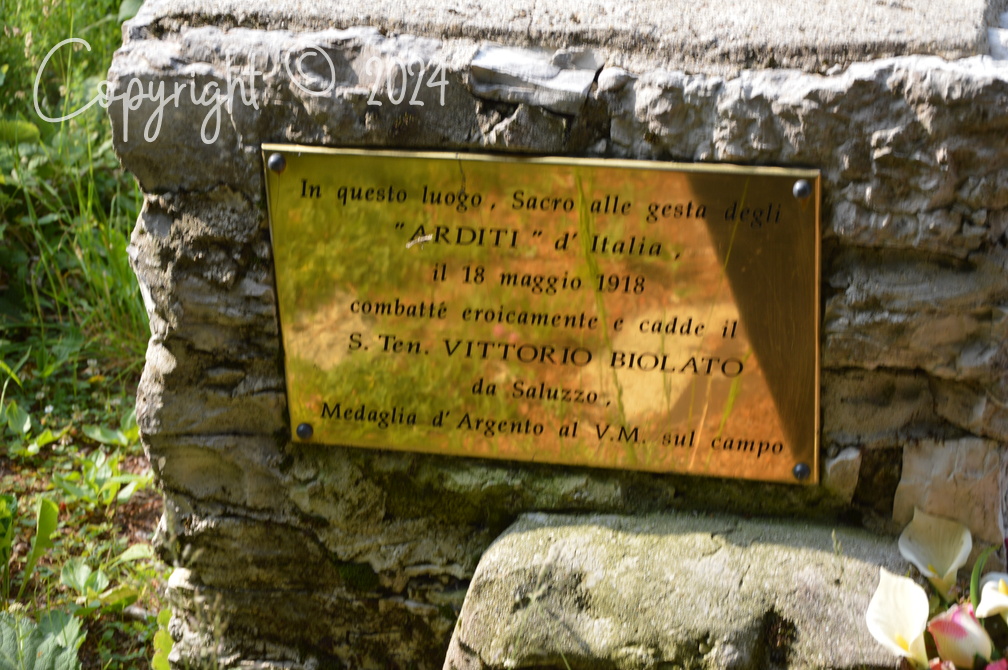 Copyright © 2024
In questo luogo, Sacro alle gesta degli
"ARDITI" d'Italia,
il 18 maggio 1918
combatté eroicamente e cadde il
S. Ten. VITTORIO BIOLATO
da Saluzzo,
Medaglia d'Argento al V.M. sul campo